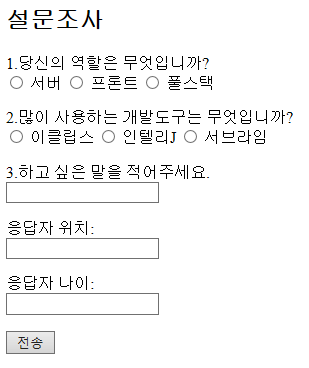 설문조사
1.당신의 역할은 무엇입니까?
서버 프론트 풀스택
2.많이 사용하는 개발도구는 무엇입니까?
이클립스 인텔리J 서브라임
3.하고 싶은 말을 적어주세요.
응답자 위치:
응답자 나이:
전송